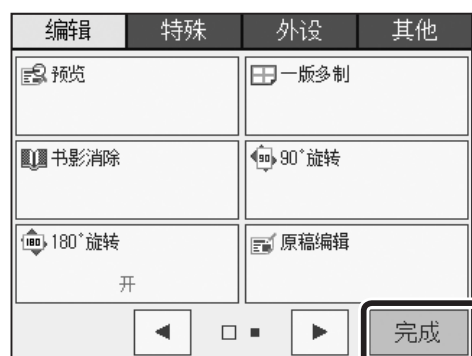 编辑 特殊 外设 其他
预览 一版多制
书影消除 90°旋转
180°旋转 原稿编辑
开
完成